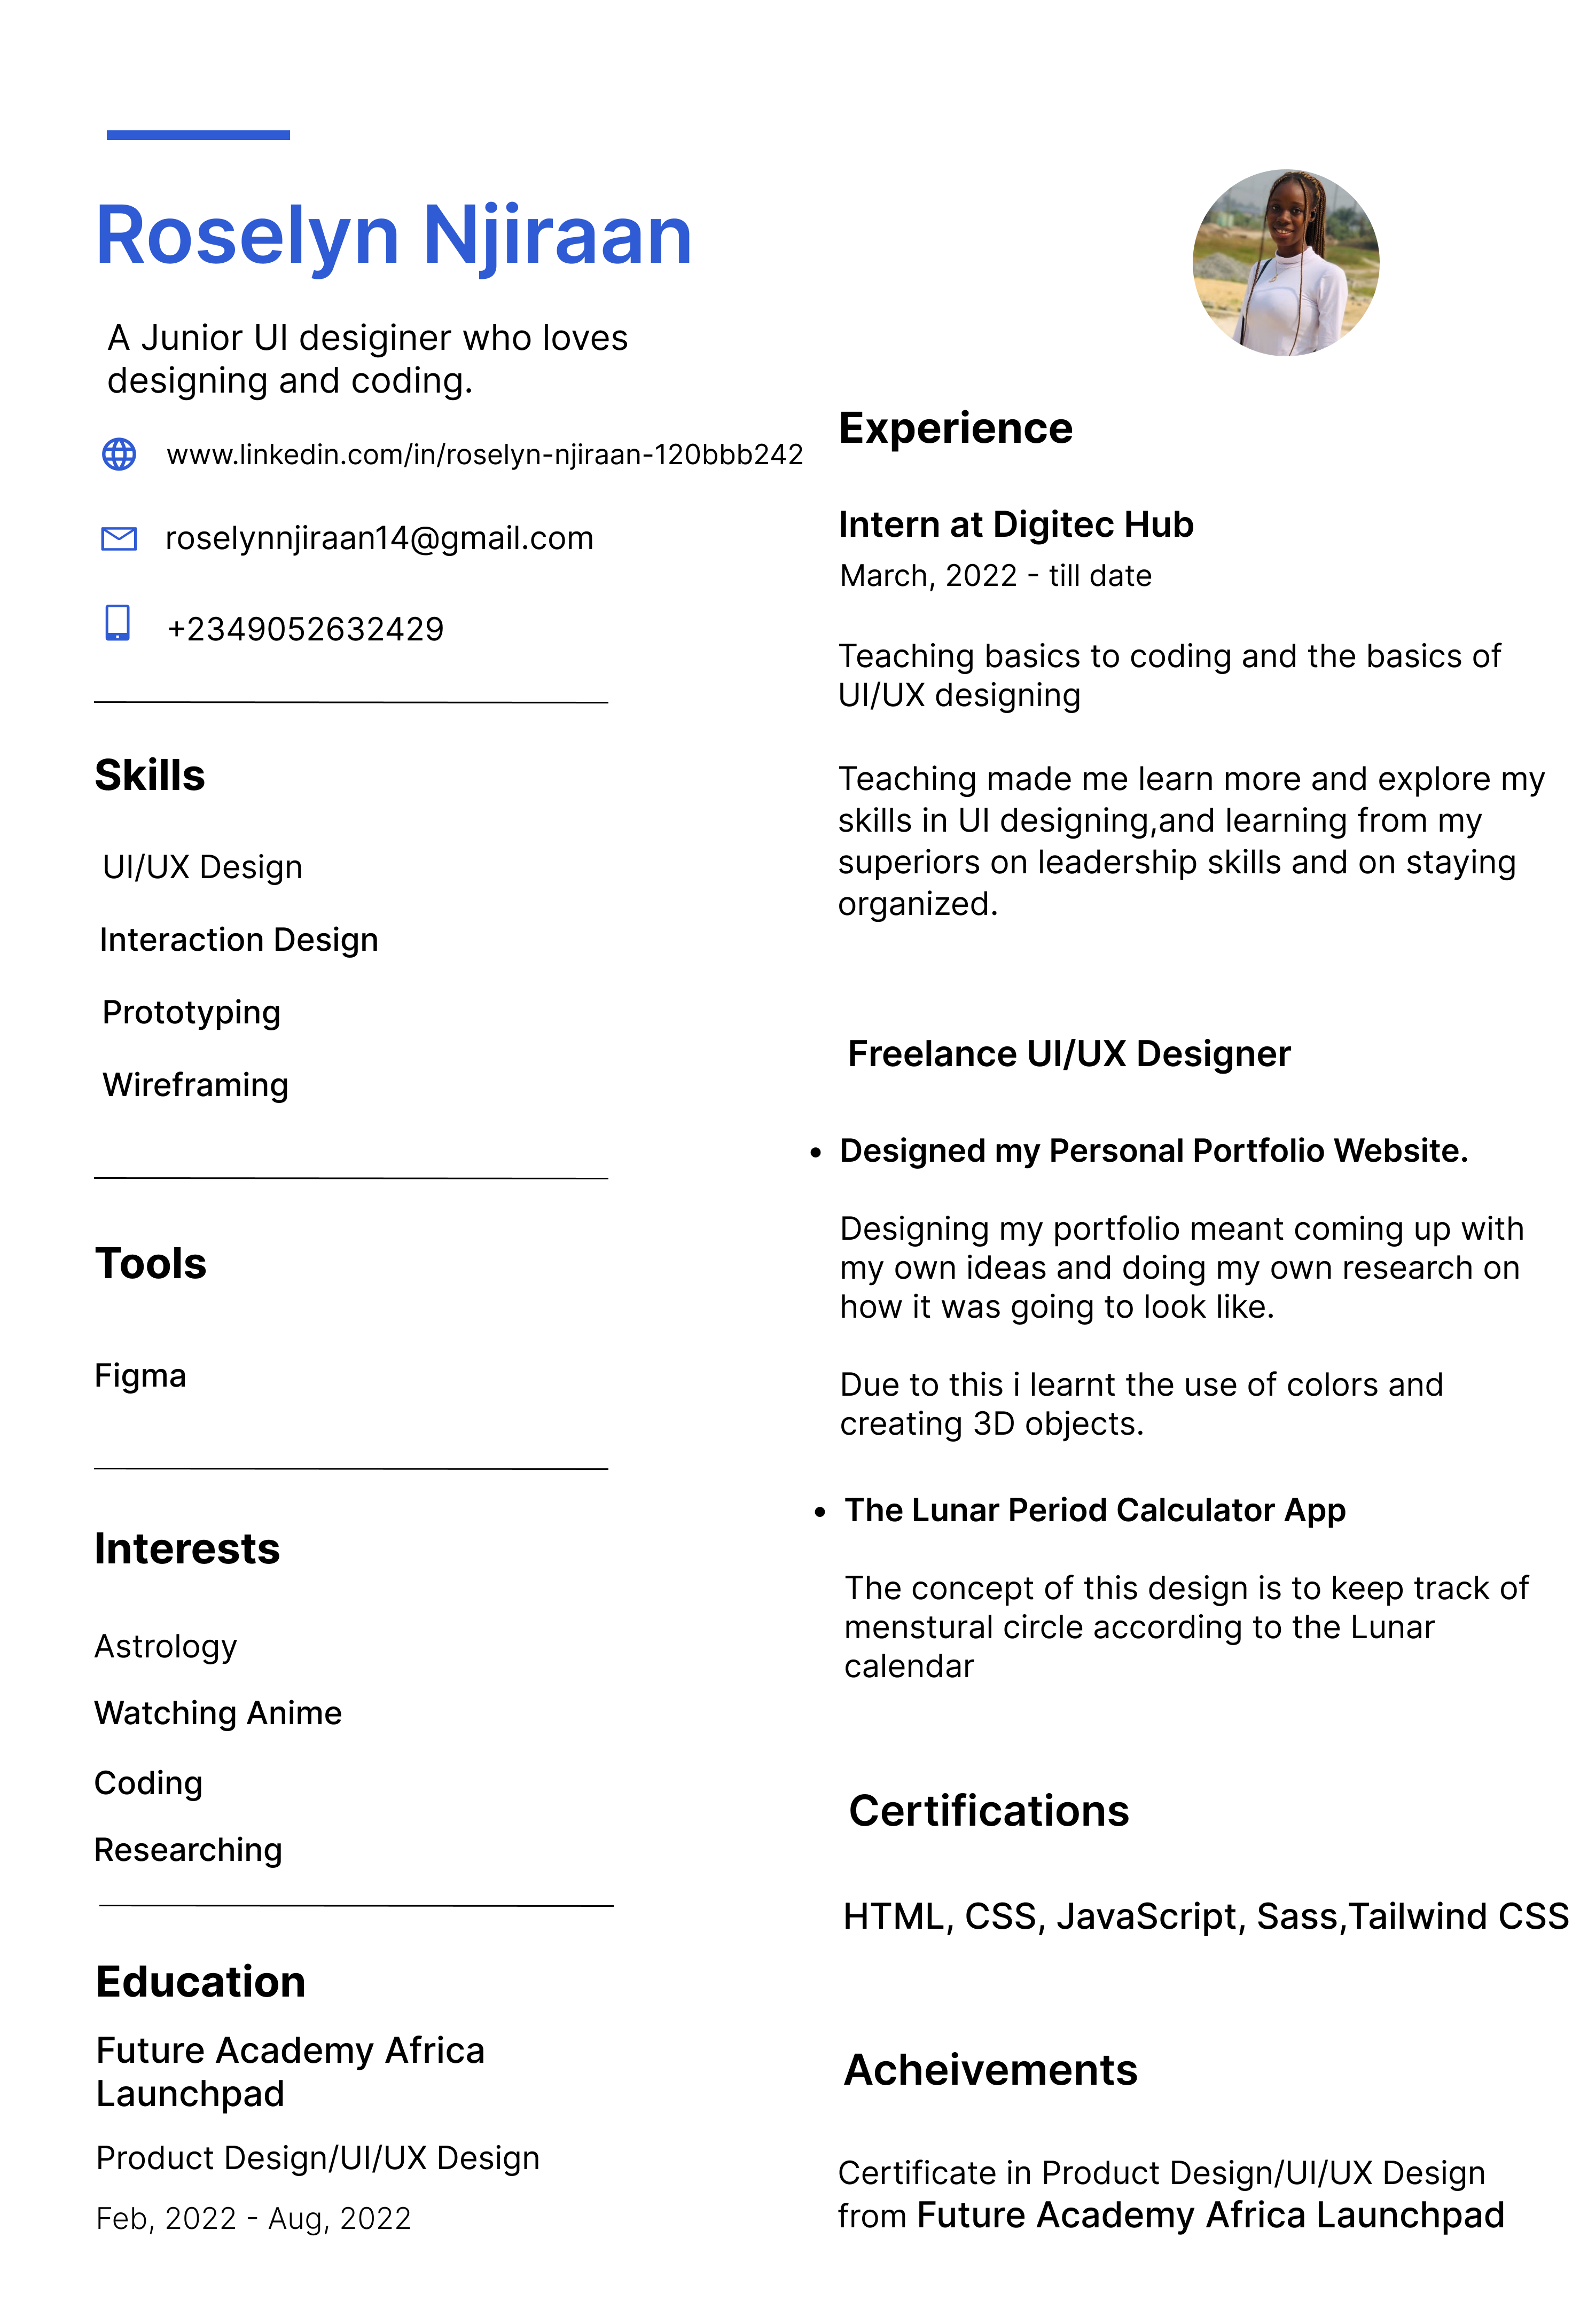 Roselyn Njiraan
A Junior UI desiginer who loves
designing and coding.
www.linkedin.com/in/roselyn-njiraan-120bbb242
roselynnjiraan14@gmail.com
+2349052632429
Skills
UI/UX Design
Interaction Design
Prototyping
Wireframing
Tools
Figma
Interests
Astrology
Watching Anime
Coding
Researching
Education
Future Academy Africa
Launchpad
Product Design/UI/UX Design
Feb, 2022 - Aug, 2022
Experience
Intern at Digitec Hub
March, 2022 - till date
Teaching basics to coding and the basics of
UI/UX designing
Teaching made me learn more and explore my
skills in UI designing,and learning from my
superiors on leadership skills and on staying
organized.
Freelance UI/UX Designer
• Designed my Personal Portfolio Website.
Designing my portfolio meant coming up with
my own ideas and doing my own research on
how it was going to look like.
Due to this i learnt the use of colors and
creating 3D objects.
• The Lunar Period Calculator App
The concept of this design is to keep track of
menstural circle according to the Lunar
calendar
Certifications
HTML, CSS, JavaScript, Sass,Tailwind CSS
Acheivements
Certificate in Product Design/UI/UX Design
from Future Academy Africa Launchpad